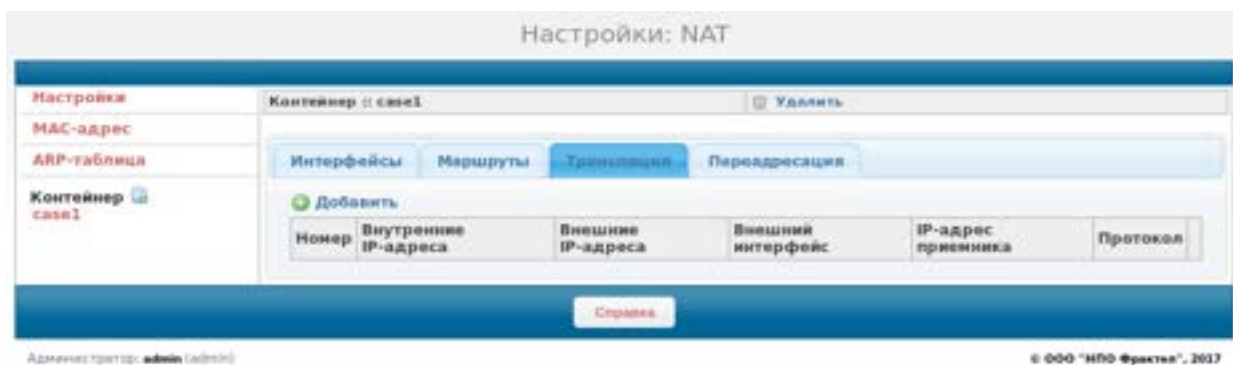 Настройки: NAT
Настройки
МАС-адрес
ARP-таблица
Контейнер
case1
Контейнер :: case1
Удалить
Интерфейсы Маршруты Трансляция Переадресация
Добавить
Номер Внутренние IP-адреса Внешние IP-адреса Внешний интерфейс IP-адрес приемника Протокол
Справка
Администратор: admin (admin)
© ООО "НПО Фрактел", 2017